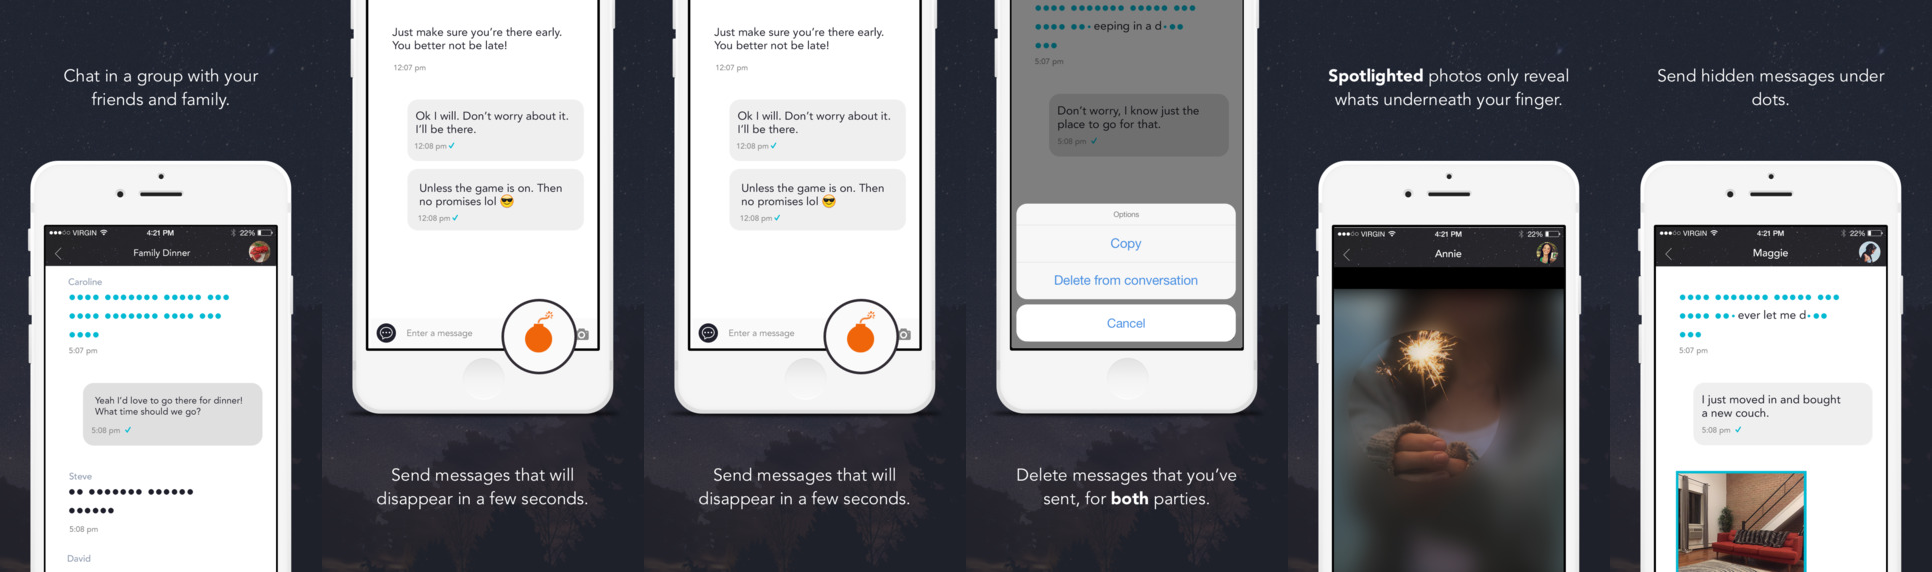 Chat in a group with your
friends and family.
●●●○○ VIRGIN
4:21 PM
22%
Family Dinner
Caroline
5:07 pm
Yeah I'd love to go there for dinner!
What time should we go?
5:08 pm ✓
Steve
5:08 pm
David
Just make sure you're there early.
You better not be late!
12:07 pm
Ok I will. Don't worry about it.
I'll be there.
12:08 pm ✓
Unless the game is on. Then
no promises lol 😎
12:08 pm ✓
Enter a message
Send messages that will
disappear in a few seconds.
Just make sure you're there early.
You better not be late!
12:07 pm
Ok I will. Don't worry about it.
I'll be there.
12:08 pm ✓
Unless the game is on. Then
no promises lol 😎
12:08 pm ✓
Enter a message
Send messages that will
disappear in a few seconds.
eeping in a d
5:07 pm
Don't worry, I know just the
place to go for that.
5:08 pm ✓
Options
Copy
Delete from conversation
Cancel
Delete messages that you've
sent, for both parties.
Spotlighted photos only reveal
whats underneath your finger.
●●●○○ VIRGIN
4:21 PM
22%
Annie
Send hidden messages under
dots.
●●●○○ VIRGIN
4:21 PM
22%
Maggie
ever let me d
5:07 pm
I just moved in and bought
a new couch.
5:08 pm ✓